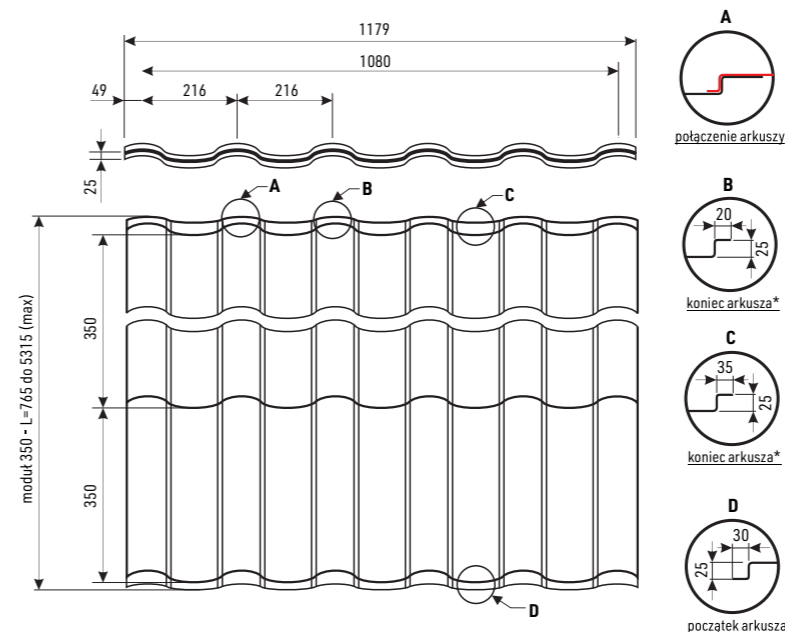 1179
1080
49
216
216
25
A
B
C
350
350
moduł 350 - L=765 do 5315 (max)
D
A
połączenie arkuszy
B
20
25
koniec arkusza*
C
35
25
koniec arkusza*
D
30
25
początek arkusza